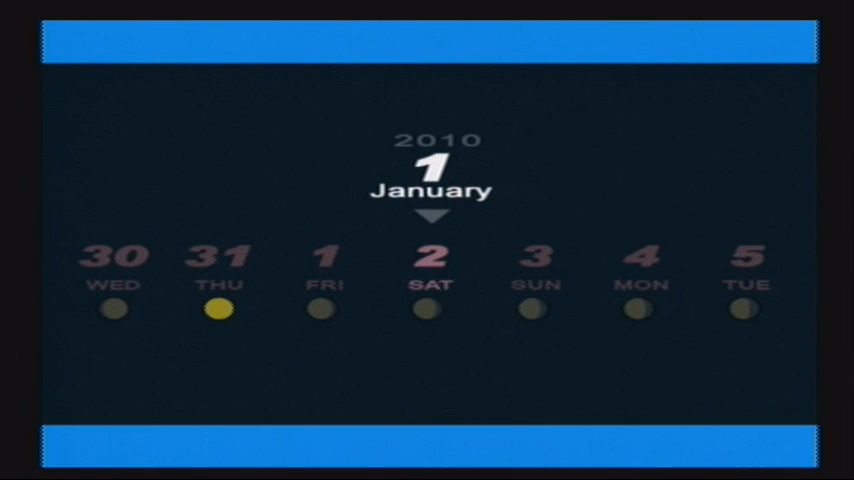 2010
1
January
30 31 1 2 3 4 5
WED THU FRI SAT SUN MON TUE